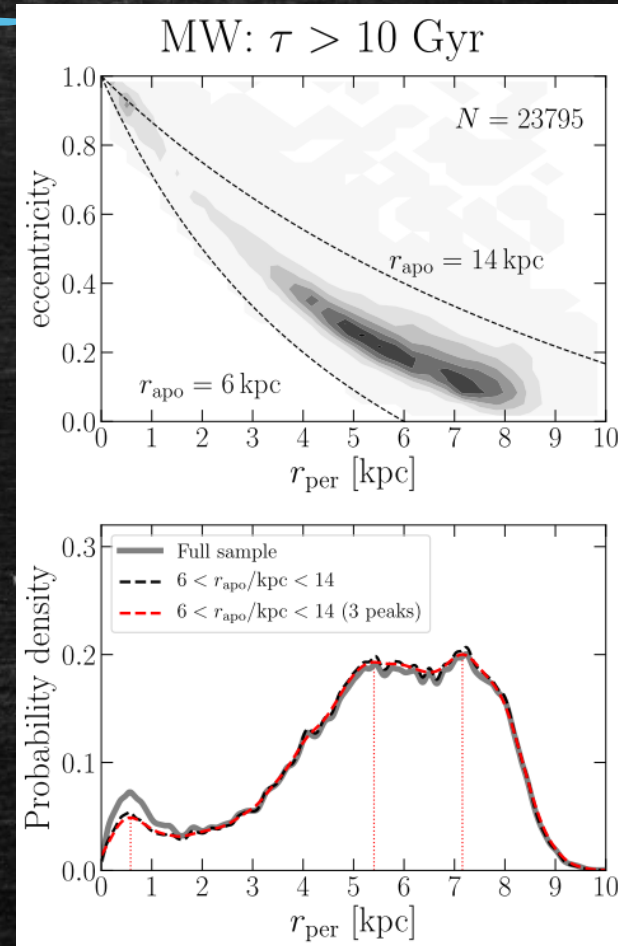 MW: τ > 10 Gyr
1.0
0.8
0.6
0.4
0.2
0.0
eccentricity
N = 23795
r_apo = 14 kpc
r_apo = 6 kpc
0 1 2 3 4 5 6 7 8 9 10
r_per [kpc]
0.3
0.2
0.1
0.0
Probability density
Full sample
6 < r_apo/kpc < 14
6 < r_apo/kpc < 14 (3 peaks)
0 1 2 3 4 5 6 7 8 9 10
r_per [kpc]